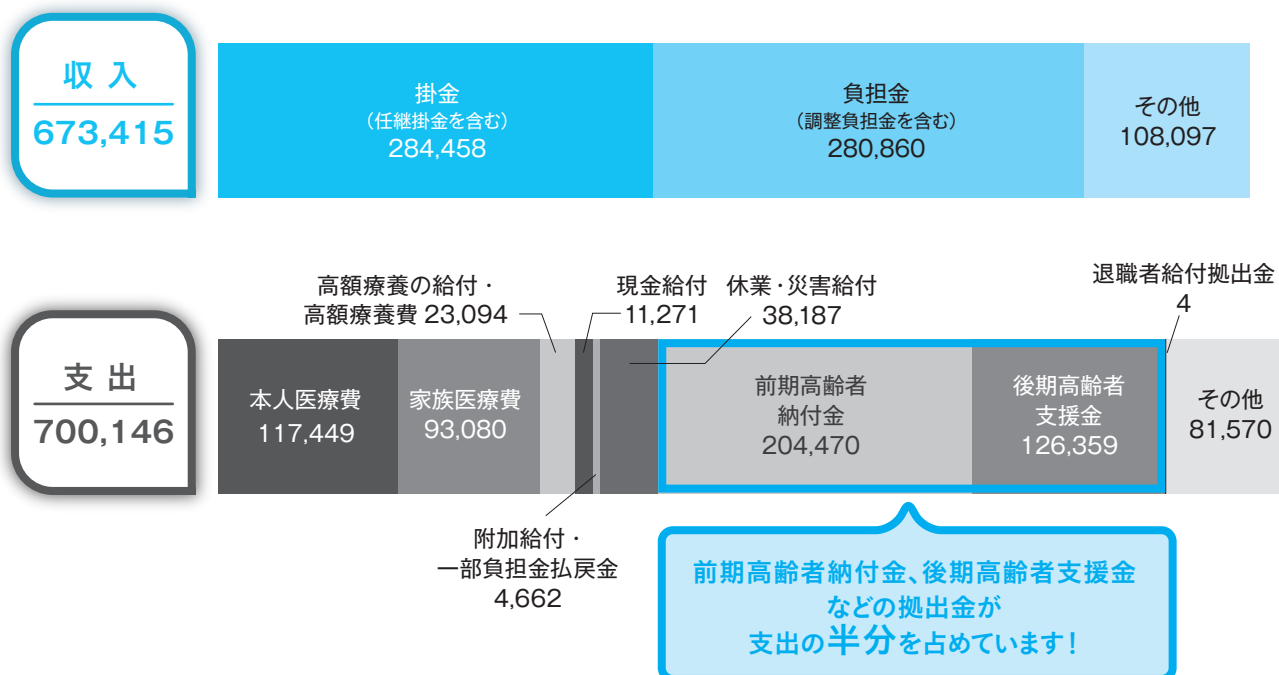 収入
673,415
掛金
(任継掛金を含む)
284,458
負担金
(調整負担金を含む)
280,860
その他
108,097
高額療養の給付・
高額療養費 23,094
現金給付
11,271
休業・災害給付
38,187
退職者給付拠出金
4
支出
700,146
本人医療費
117,449
家族医療費
93,080
前期高齢者
納付金
204,470
後期高齢者
支援金
126,359
その他
81,570
附加給付・
一部負担金払戻金
4,662
前期高齢者納付金、後期高齢者支援金
などの拠出金が
支出の半分を占めています!